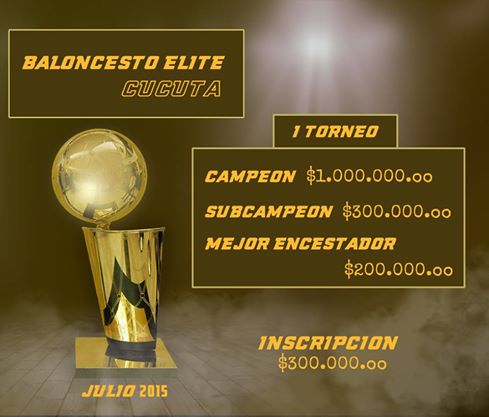 BALONCESTO ELITE
CUCUTA
1 TORNEO
CAMPEON $1.000.000.oo
SUBCAMPEON $300.000.oo
MEJOR ENCESTADOR
$200.000.oo
INSCRIPCION
$300.000.oo
JULIO 2015